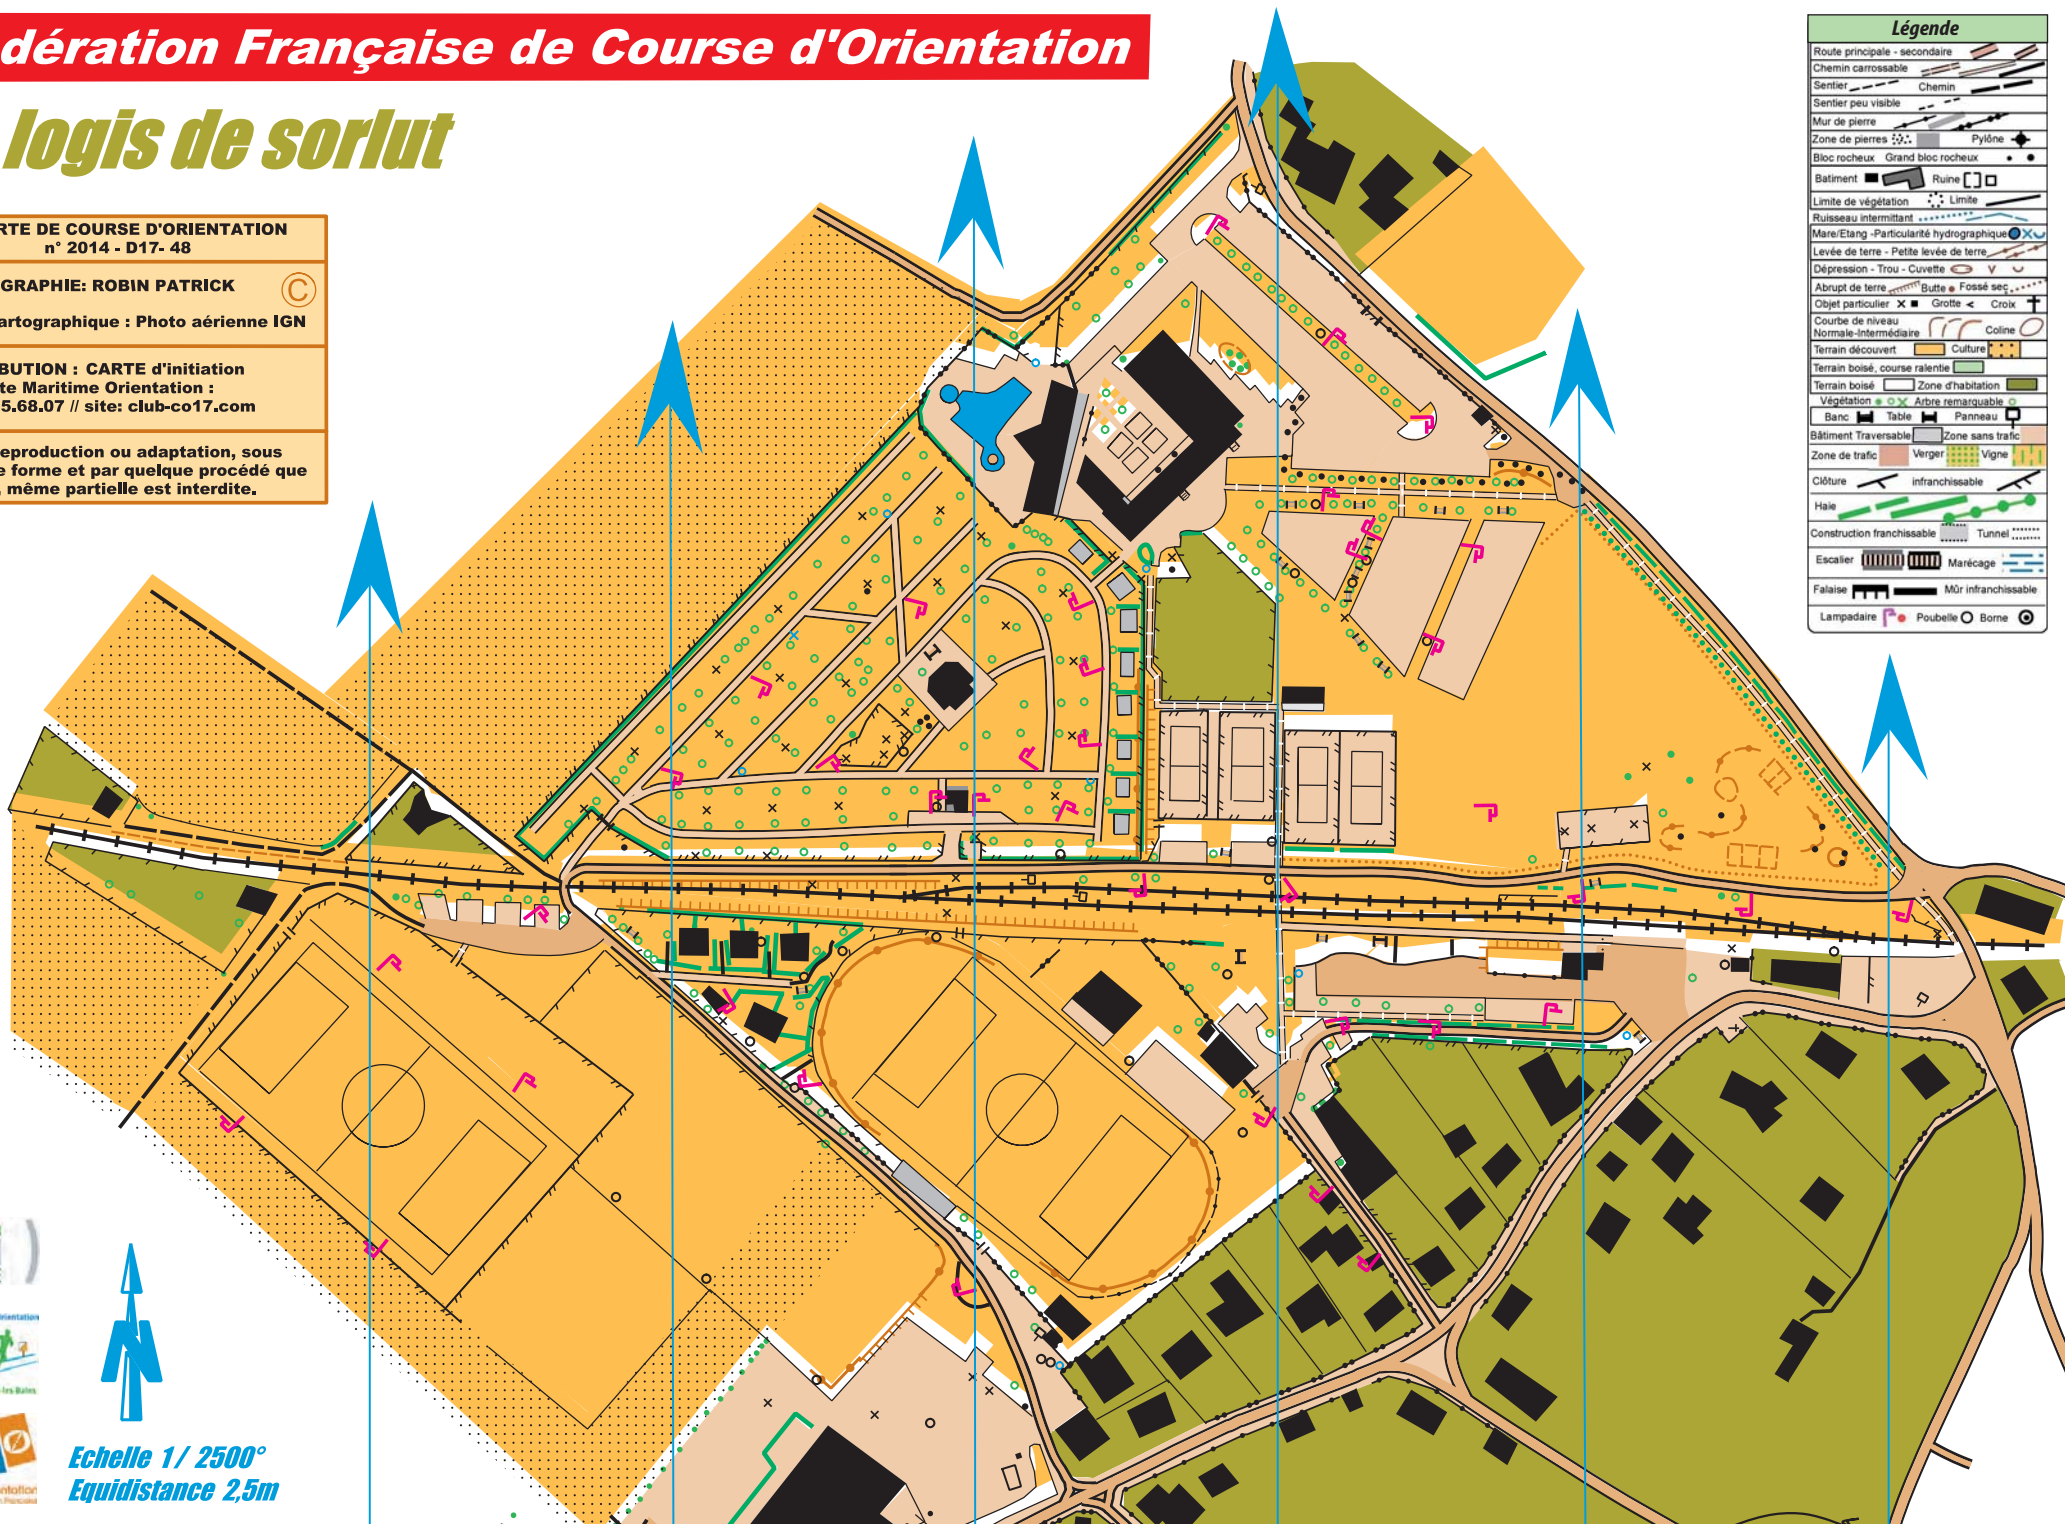 dération Française de Course d'Orientation
logis de sorlut
RTE DE COURSE D'ORIENTATION
n° 2014 - D17- 48
GRAPHIE: ROBIN PATRICK
©
artographique : Photo aérienne IGN
BUTION : CARTE d'initiation
te Maritime Orientation :
5.68.07 // site: club-co17.com
eproduction ou adaptation, sous
e forme et par quelque procédé que
, même partielle est interdite.
Légende
Route principale - secondaire
Chemin carrossable
Sentier Chemin
Sentier peu visible
Mur de pierre
Zone de pierres Pylône
Bloc rocheux Grand bloc rocheux
Batiment Ruine
Limite de végétation Limite
Ruisseau intermittant
Mare/Etang -Particularité hydrographique
Levée de terre - Petite levée de terre
Dépression - Trou - Cuvette
Abrupt de terre Butte Fossé sec
Objet particulier Grotte Croix
Courbe de niveau
Normale-Intermédiaire Coline
Terrain découvert Culture
Terrain boisé, course ralentie
Terrain boisé Zone d'habitation
Végétation Arbre remarquable
Banc Table Panneau
Bâtiment Traversable Zone sans trafic
Zone de trafic Verger Vigne
Clôture infranchissable
Haie
Construction franchissable Tunnel
Escalier Marécage
Falaise Mûr infranchissable
Lampadaire Poubelle Borne
N
Echelle 1/ 2500°
Equidistance 2,5m